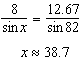 8/sin x = 12.67/sin 82
x ≈ 38.7